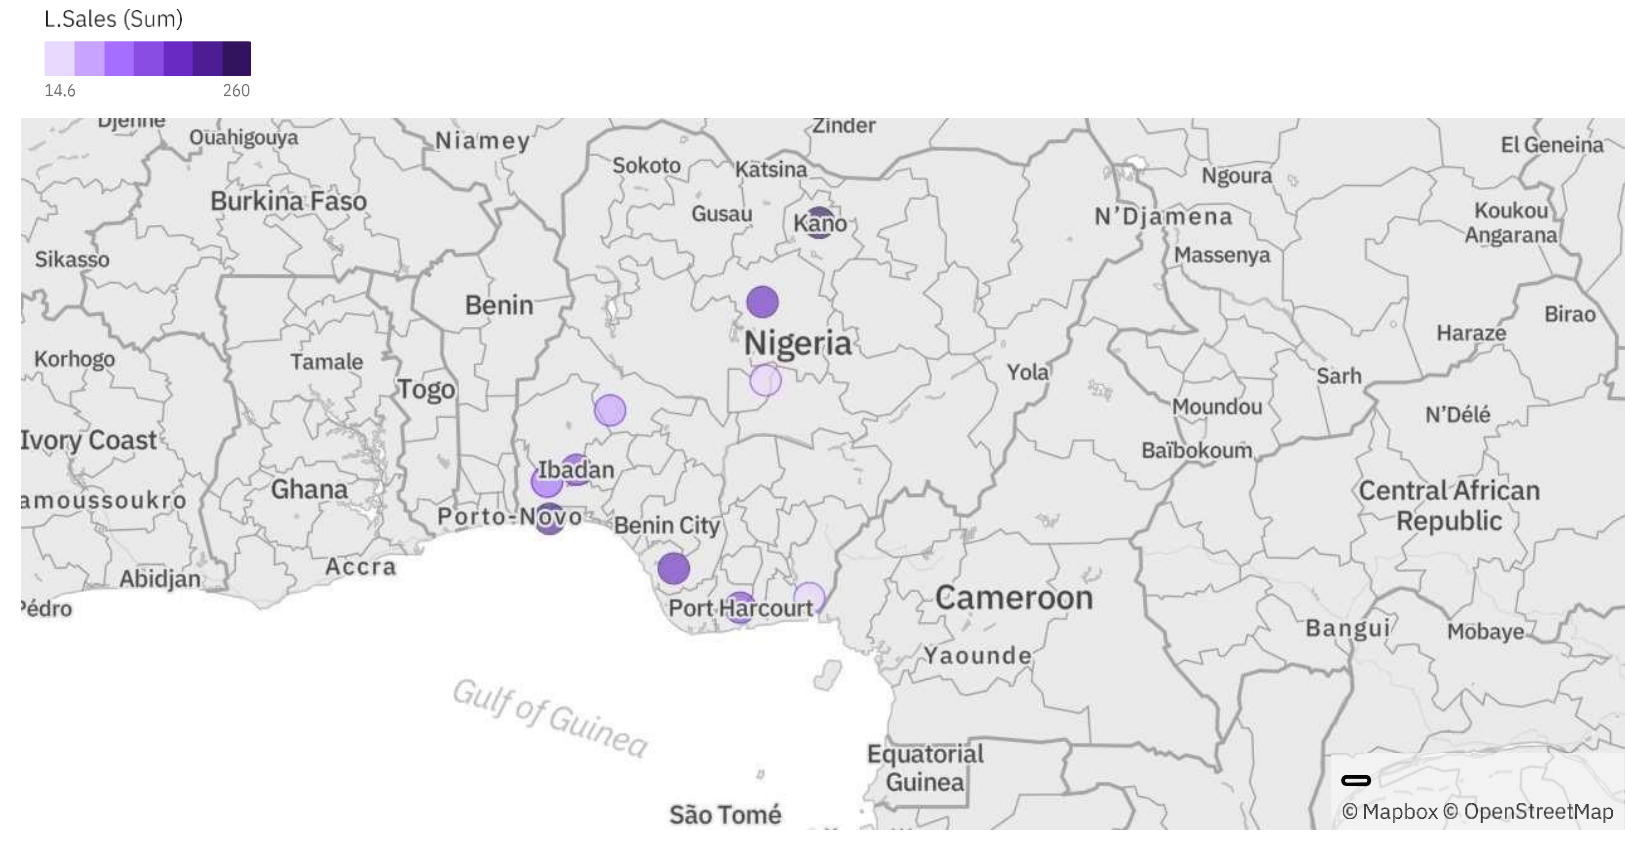 L.Sales (Sum)
14.6 260
Djenné
Ouahigouya
Niamey
Zinder
El Geneina
Sokoto
Katsina
Ngoura
Burkina Faso
Gusau
Kano
N'Djamena
Koukou
Angarana
Sikasso
Massenya
Benin
Birao
Nigeria
Haraze
Korhogo
Tamale
Togo
Yola
Sarh
Moundou
N'Délé
Ivory Coast
Baïbokoum
Ibadan
Ghana
amoussoukro
Porto-Novo
Benin City
Central African
Republic
Accra
Abidjan
Pédro
Port Harcourt
Cameroon
Bangui
Mobaye
Yaounde
Gulf of Guinea
Equatorial
Guinea
São Tomé
© Mapbox © OpenStreetMap